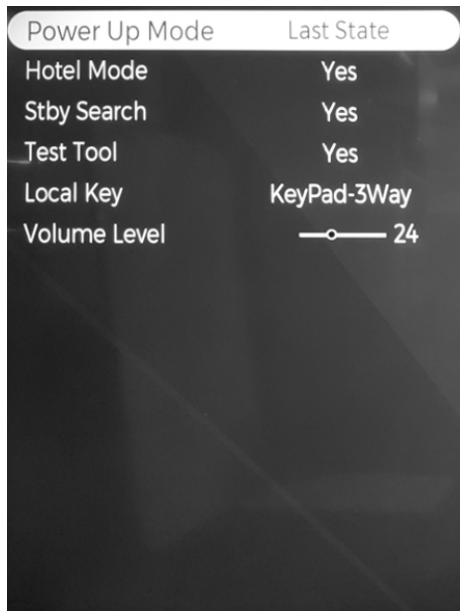 Power Up Mode Last State
Hotel Mode Yes
Stby Search Yes
Test Tool Yes
Local Key KeyPad-3Way
Volume Level 24